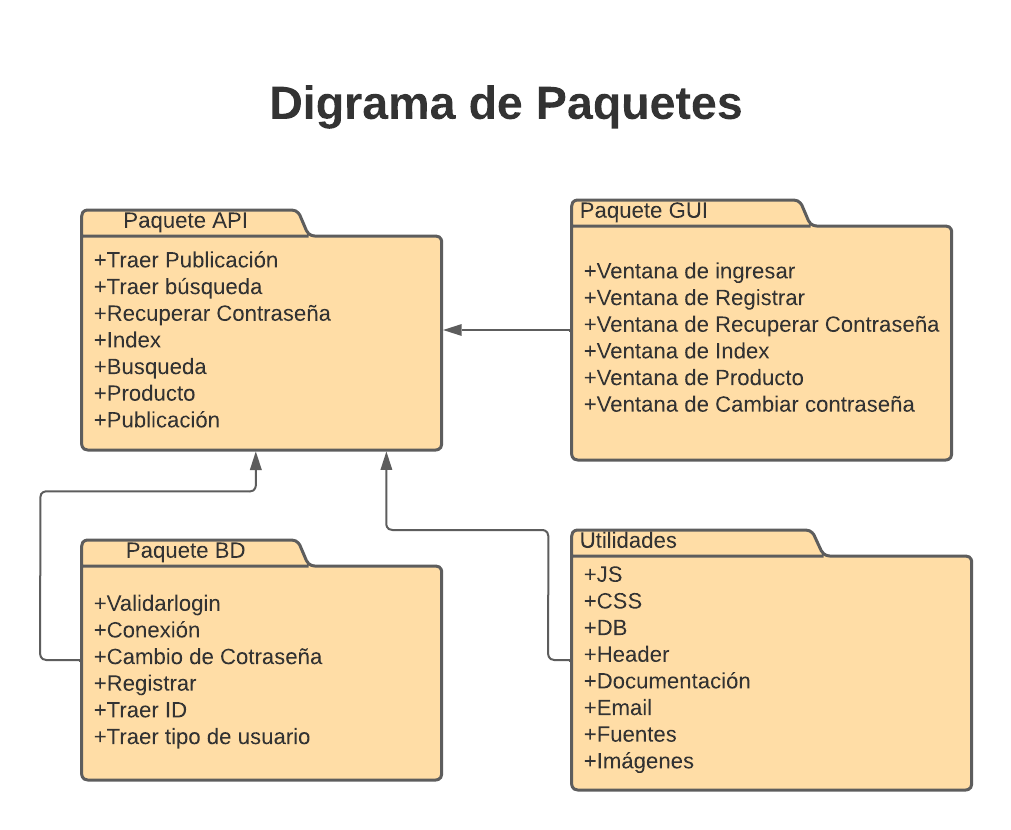 Digrama de Paquetes
Paquete API
+Traer Publicación
+Traer búsqueda
+Recuperar Contraseña
+Index
+Busqueda
+Producto
+Publicación
Paquete GUI
+Ventana de ingresar
+Ventana de Registrar
+Ventana de Recuperar Contraseña
+Ventana de Index
+Ventana de Producto
+Ventana de Cambiar contraseña
Paquete BD
+Validarlogin
+Conexión
+Cambio de Cotraseña
+Registrar
+Traer ID
+Traer tipo de usuario
Utilidades
+JS
+CSS
+DB
+Header
+Documentación
+Email
+Fuentes
+Imágenes